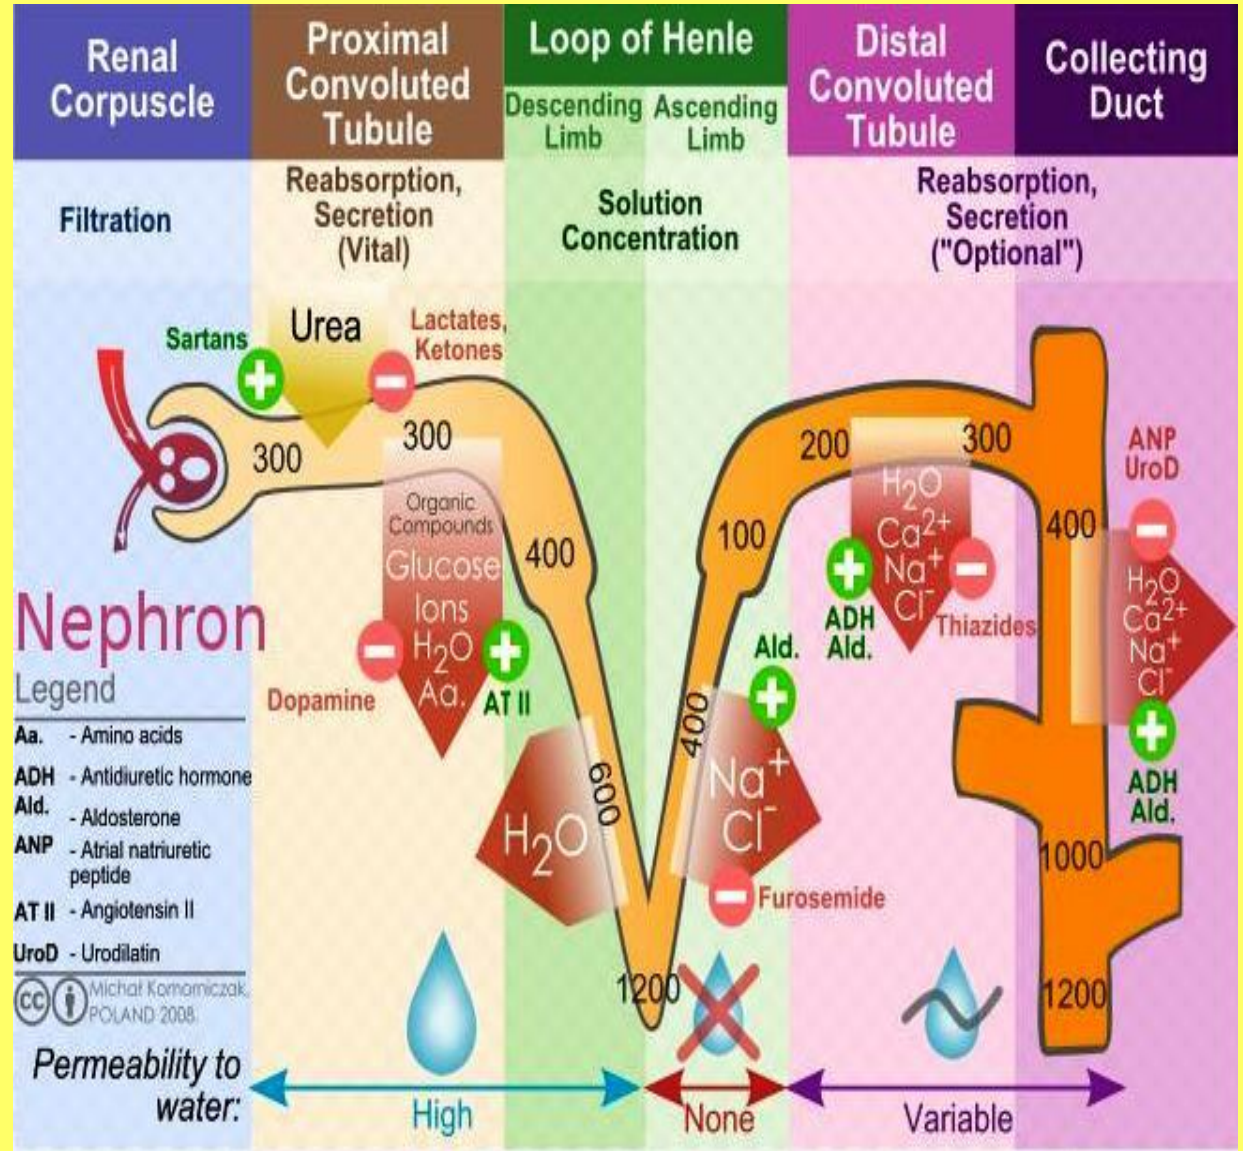 Renal
Corpuscle
Proximal
Convoluted
Tubule
Loop of Henle
Descending
Limb
Ascending
Limb
Distal
Convoluted
Tubule
Collecting
Duct
Filtration
Reabsorption,
Secretion
(Vital)
Solution
Concentration
Reabsorption,
Secretion
("Optional")
Sartans
Urea
Lactates,
Ketones
300
300
Organic
Compounds
Glucose
Ions
H2O
Aa.
Dopamine
AT II
400
600
H2O
1200
400
Na+
Cl-
Ald.
Furosemide
100
200
300
H2O
Ca2+
Na+
Cl-
ADH
Ald.
Thiazides
400
ANP
UroD
H2O
Ca2+
Na+
Cl-
ADH
Ald.
1000
1200
Nephron
Legend
Aa. - Amino acids
ADH - Antidiuretic hormone
Ald. - Aldosterone
ANP - Atrial natriuretic
peptide
AT II - Angiotensin II
UroD - Urodilatin
cc Michał Komorniczak,
POLAND 2008.
Permeability to
water:
High
None
Variable